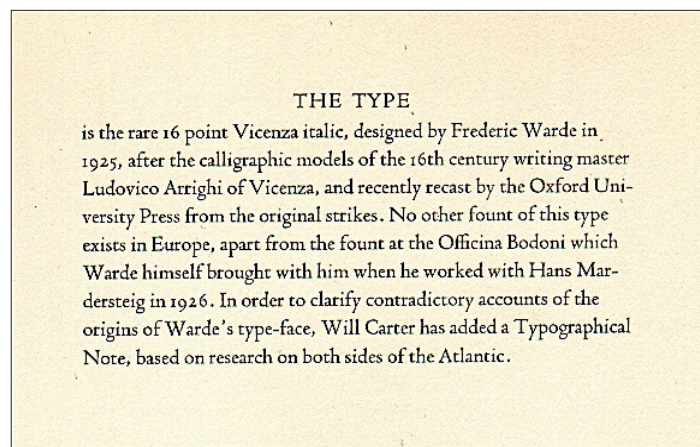 THE TYPE
is the rare 16 point Vicenza italic, designed by Frederic Warde in
1925, after the calligraphic models of the 16th century writing master
Ludovico Arrighi of Vicenza, and recently recast by the Oxford Uni-
versity Press from the original strikes. No other fount of this type
exists in Europe, apart from the fount at the Officina Bodoni which
Warde himself brought with him when he worked with Hans Mar-
dersteig in 1926. In order to clarify contradictory accounts of the
origins of Warde's type-face, Will Carter has added a Typographical
Note, based on research on both sides of the Atlantic.